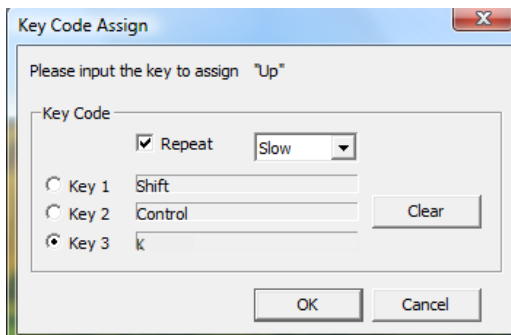 Key Code Assign
Please input the key to assign "Up"
Key Code
Repeat Slow
Key 1 Shift
Key 2 Control Clear
Key 3 K
OK Cancel